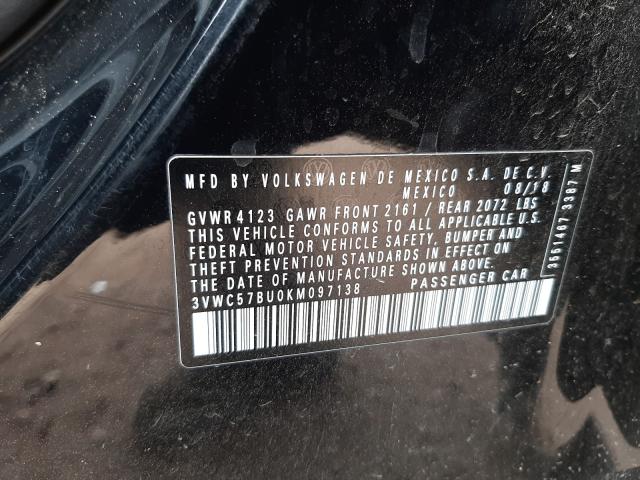 MFD BY VOLKSWAGEN DE MEXICO S.A. DE C.V.
MEXICO 08/18
GVWR 4123 GAWR FRONT 2161 / REAR 2072 LBS
THIS VEHICLE CONFORMS TO ALL APPLICABLE U.S.
FEDERAL MOTOR VEHICLE SAFETY, BUMPER AND
THEFT PREVENTION STANDARDS IN EFFECT ON
THE DATE OF MANUFACTURE SHOWN ABOVE.
3VWC57BU0KM097138 PASSENGER CAR